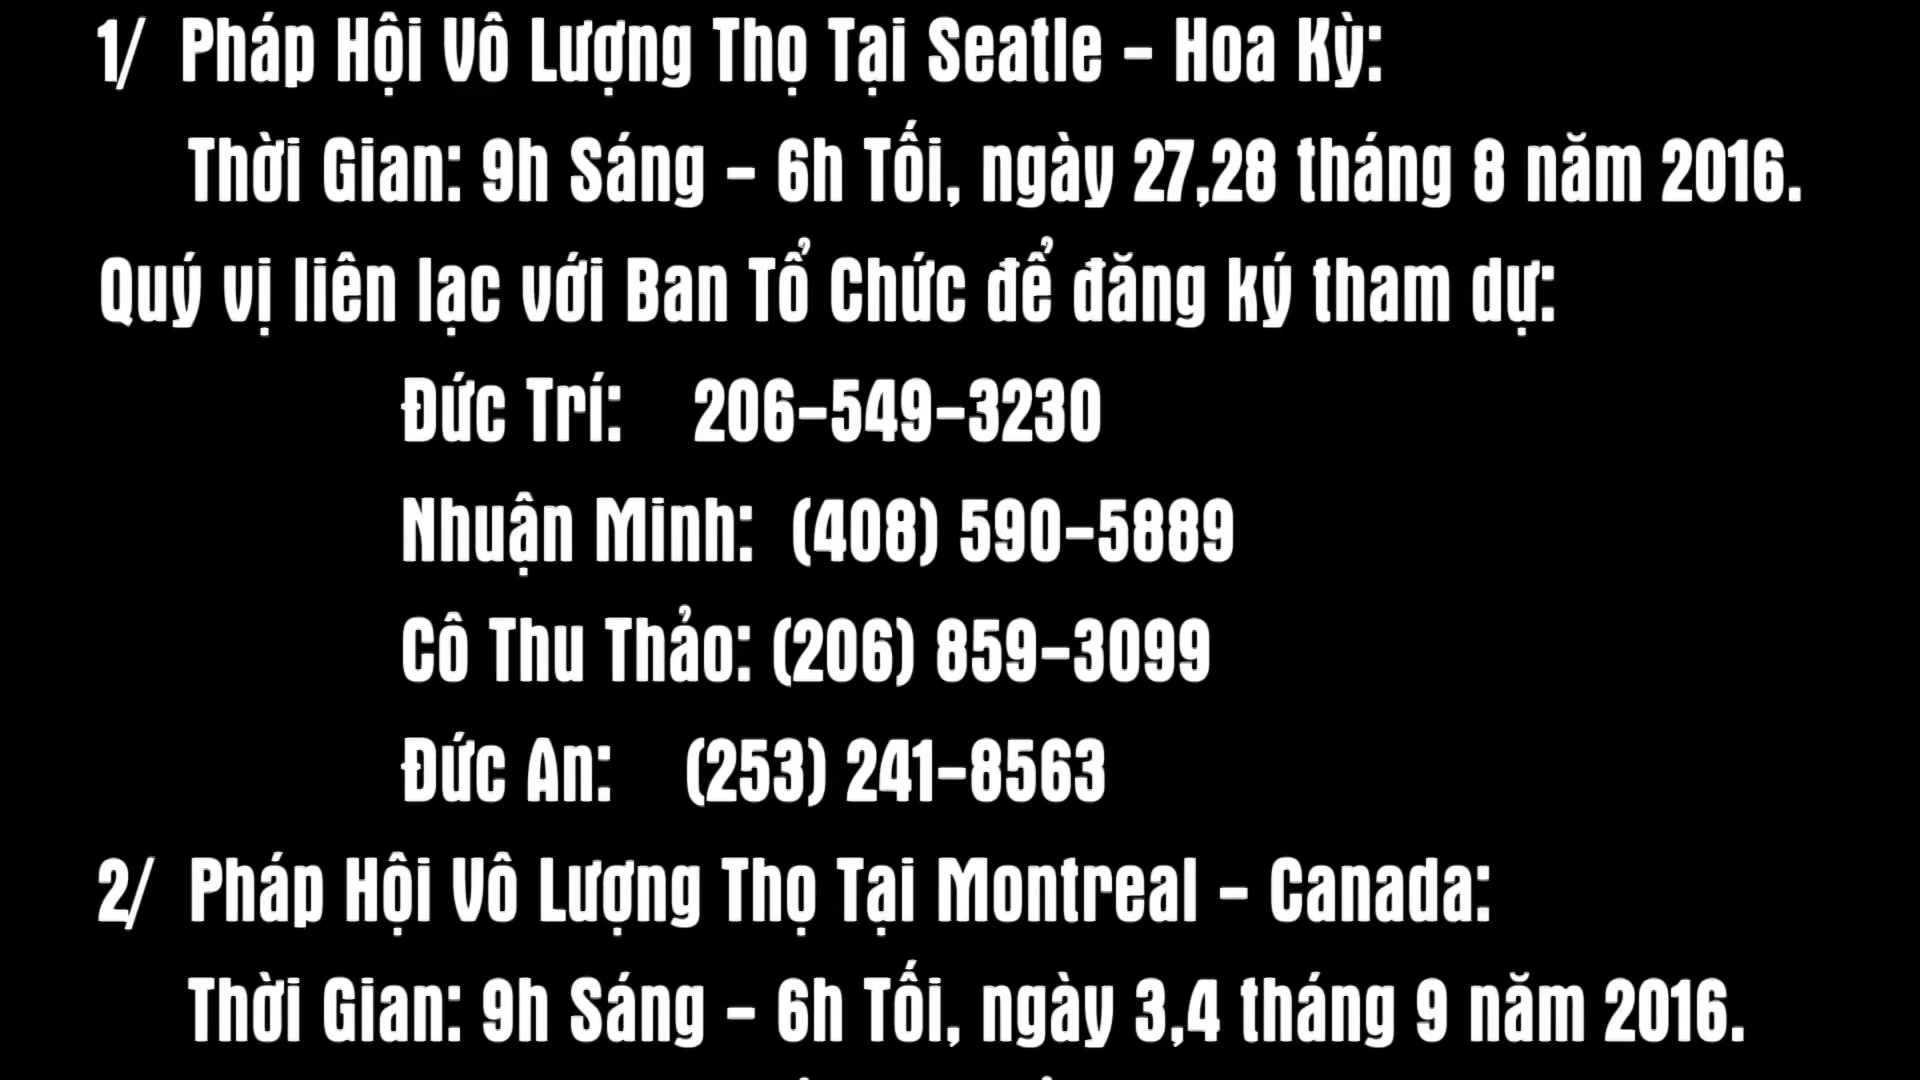 1/ Pháp Hội Vô Lượng Thọ Tại Seatle - Hoa Kỳ:
Thời Gian: 9h Sáng - 6h Tối, ngày 27,28 tháng 8 năm 2016.
Quý vị liên lạc với Ban Tổ Chức để đăng ký tham dự:
Đức Trí: 206-549-3230
Nhuận Minh: (408) 590-5889
Cô Thu Thảo: (206) 859-3099
Đức An: (253) 241-8563
2/ Pháp Hội Vô Lượng Thọ Tại Montreal - Canada:
Thời Gian: 9h Sáng - 6h Tối, ngày 3,4 tháng 9 năm 2016.